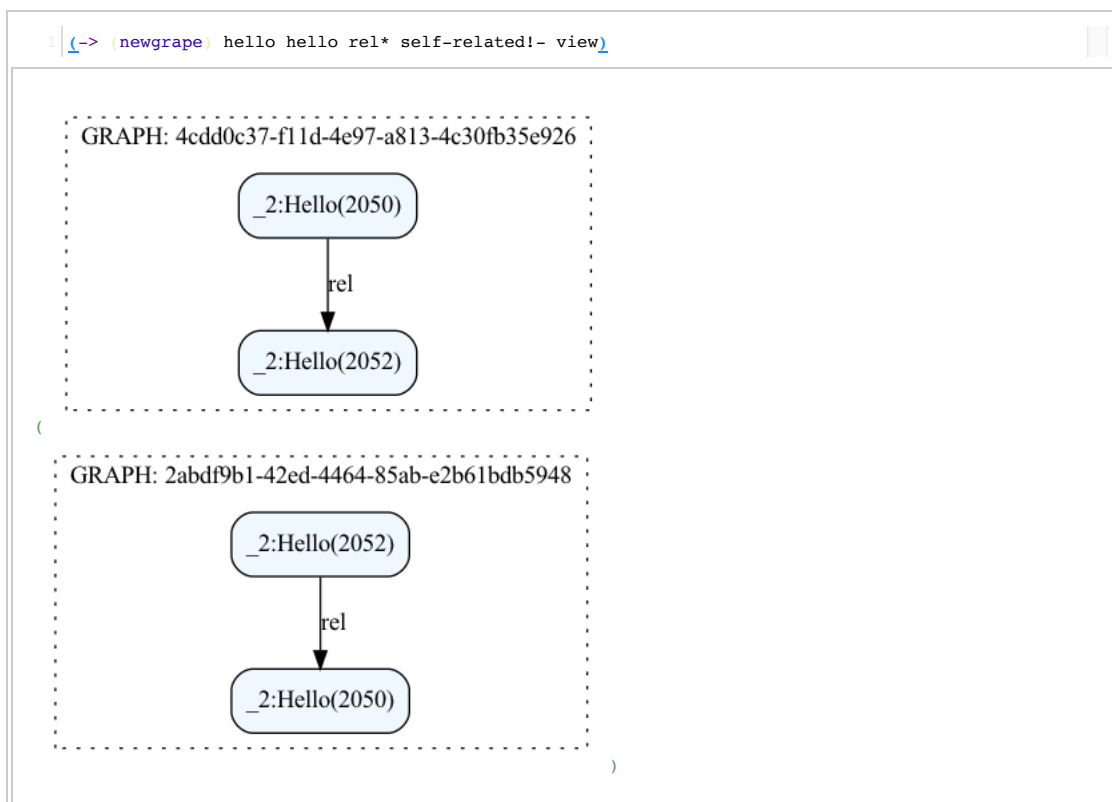 1 (-> (newgrape) hello hello rel* self-related!- view)
GRAPH: 4cdd0c37-f11d-4e97-a813-4c30fb35e926
_2:Hello(2050)
rel
_2:Hello(2052)
(
GRAPH: 2abdf9b1-42ed-4464-85ab-e2b61bdb5948
_2:Hello(2052)
rel
_2:Hello(2050)
)